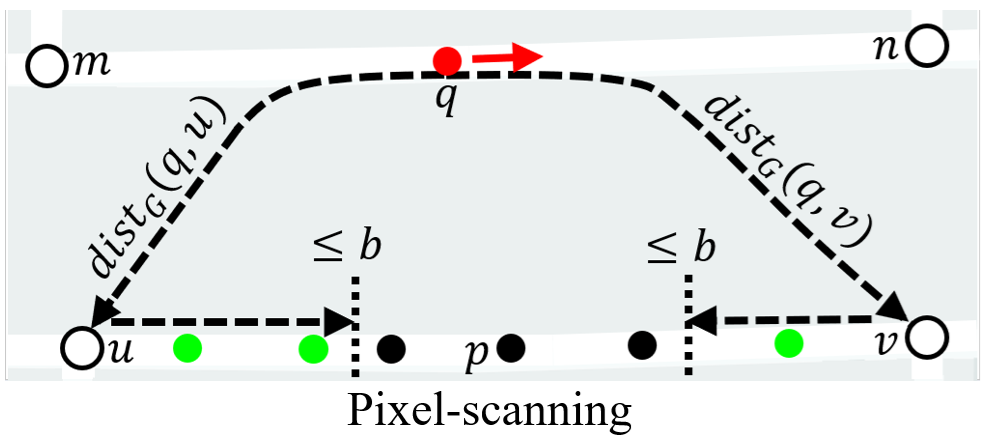 m
n
q
dist_G(q, u)
dist_G(q, v)
≤ b
≤ b
u
p
v
Pixel-scanning